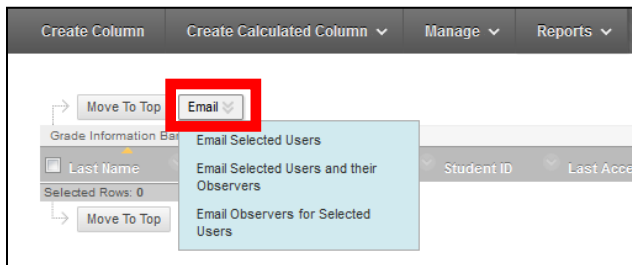 Create Column Create Calculated Column Manage Reports
Move To Top Email
Grade Information Ba
Email Selected Users
Last Name Email Selected Users and their Student ID Last Acce
Observers
Selected Rows: 0
Email Observers for Selected
Move To Top Users